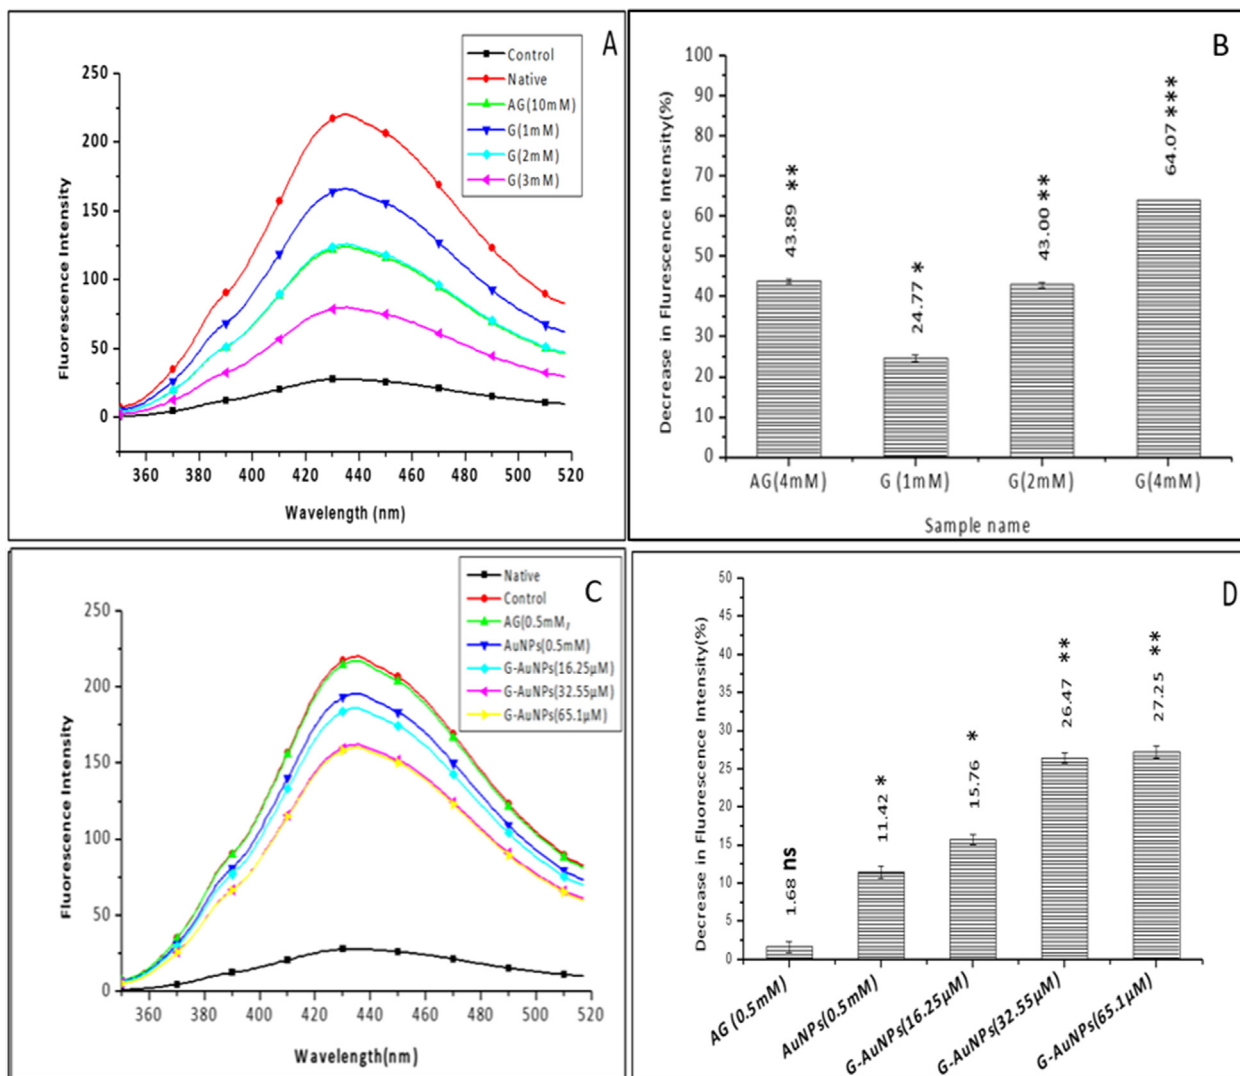 A
Control
Native
AG(10mM)
G(1mM)
G(2mM)
G(3mM)
250
200
150
100
50
0
Fluorescence Intensity
360 380 400 420 440 460 480 500 520
Wavelength (nm)
B
100
90
80
70
60
50
40
30
20
10
0
Decrease in Flurescence Intensity(%)
43.89 **
24.77 *
43.00 **
64.07 ***
AG(4mM) G (1mM) G(2mM) G(4mM)
Sample name
C
Native
Control
AG(0.5mM,
AuNPs(0.5mM)
G-AuNPs(16.25µM)
G-AuNPs(32.55µM)
G-AuNPs(65.1µM)
250
200
150
100
50
0
Fluorescence Intensity
360 380 400 420 440 460 480 500 520
Wavelength(nm)
D
50
45
40
35
30
25
20
15
10
5
0
Decrease in Fluorescence Intensity(%)
1.68 ns
11.42 *
15.76 *
26.47 **
27.25 **
AG (0.5mM)
AuNPs(0.5mM)
G-AuNPs(16.25µM)
G-AuNPs(32.55µM)
G-AuNPs(65.1µM)